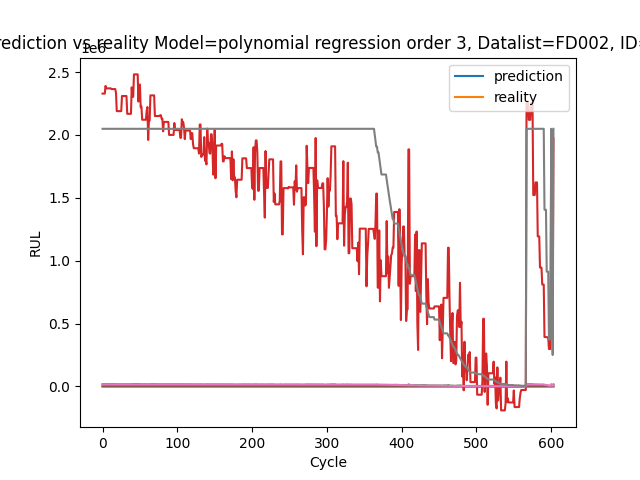 rediction vs reality Model=polynomial regression order 3, Datalist=FD002, ID=
1e6
prediction
reality
2.5
2.0
1.5
1.0
0.5
0.0
RUL
0 100 200 300 400 500 600
Cycle